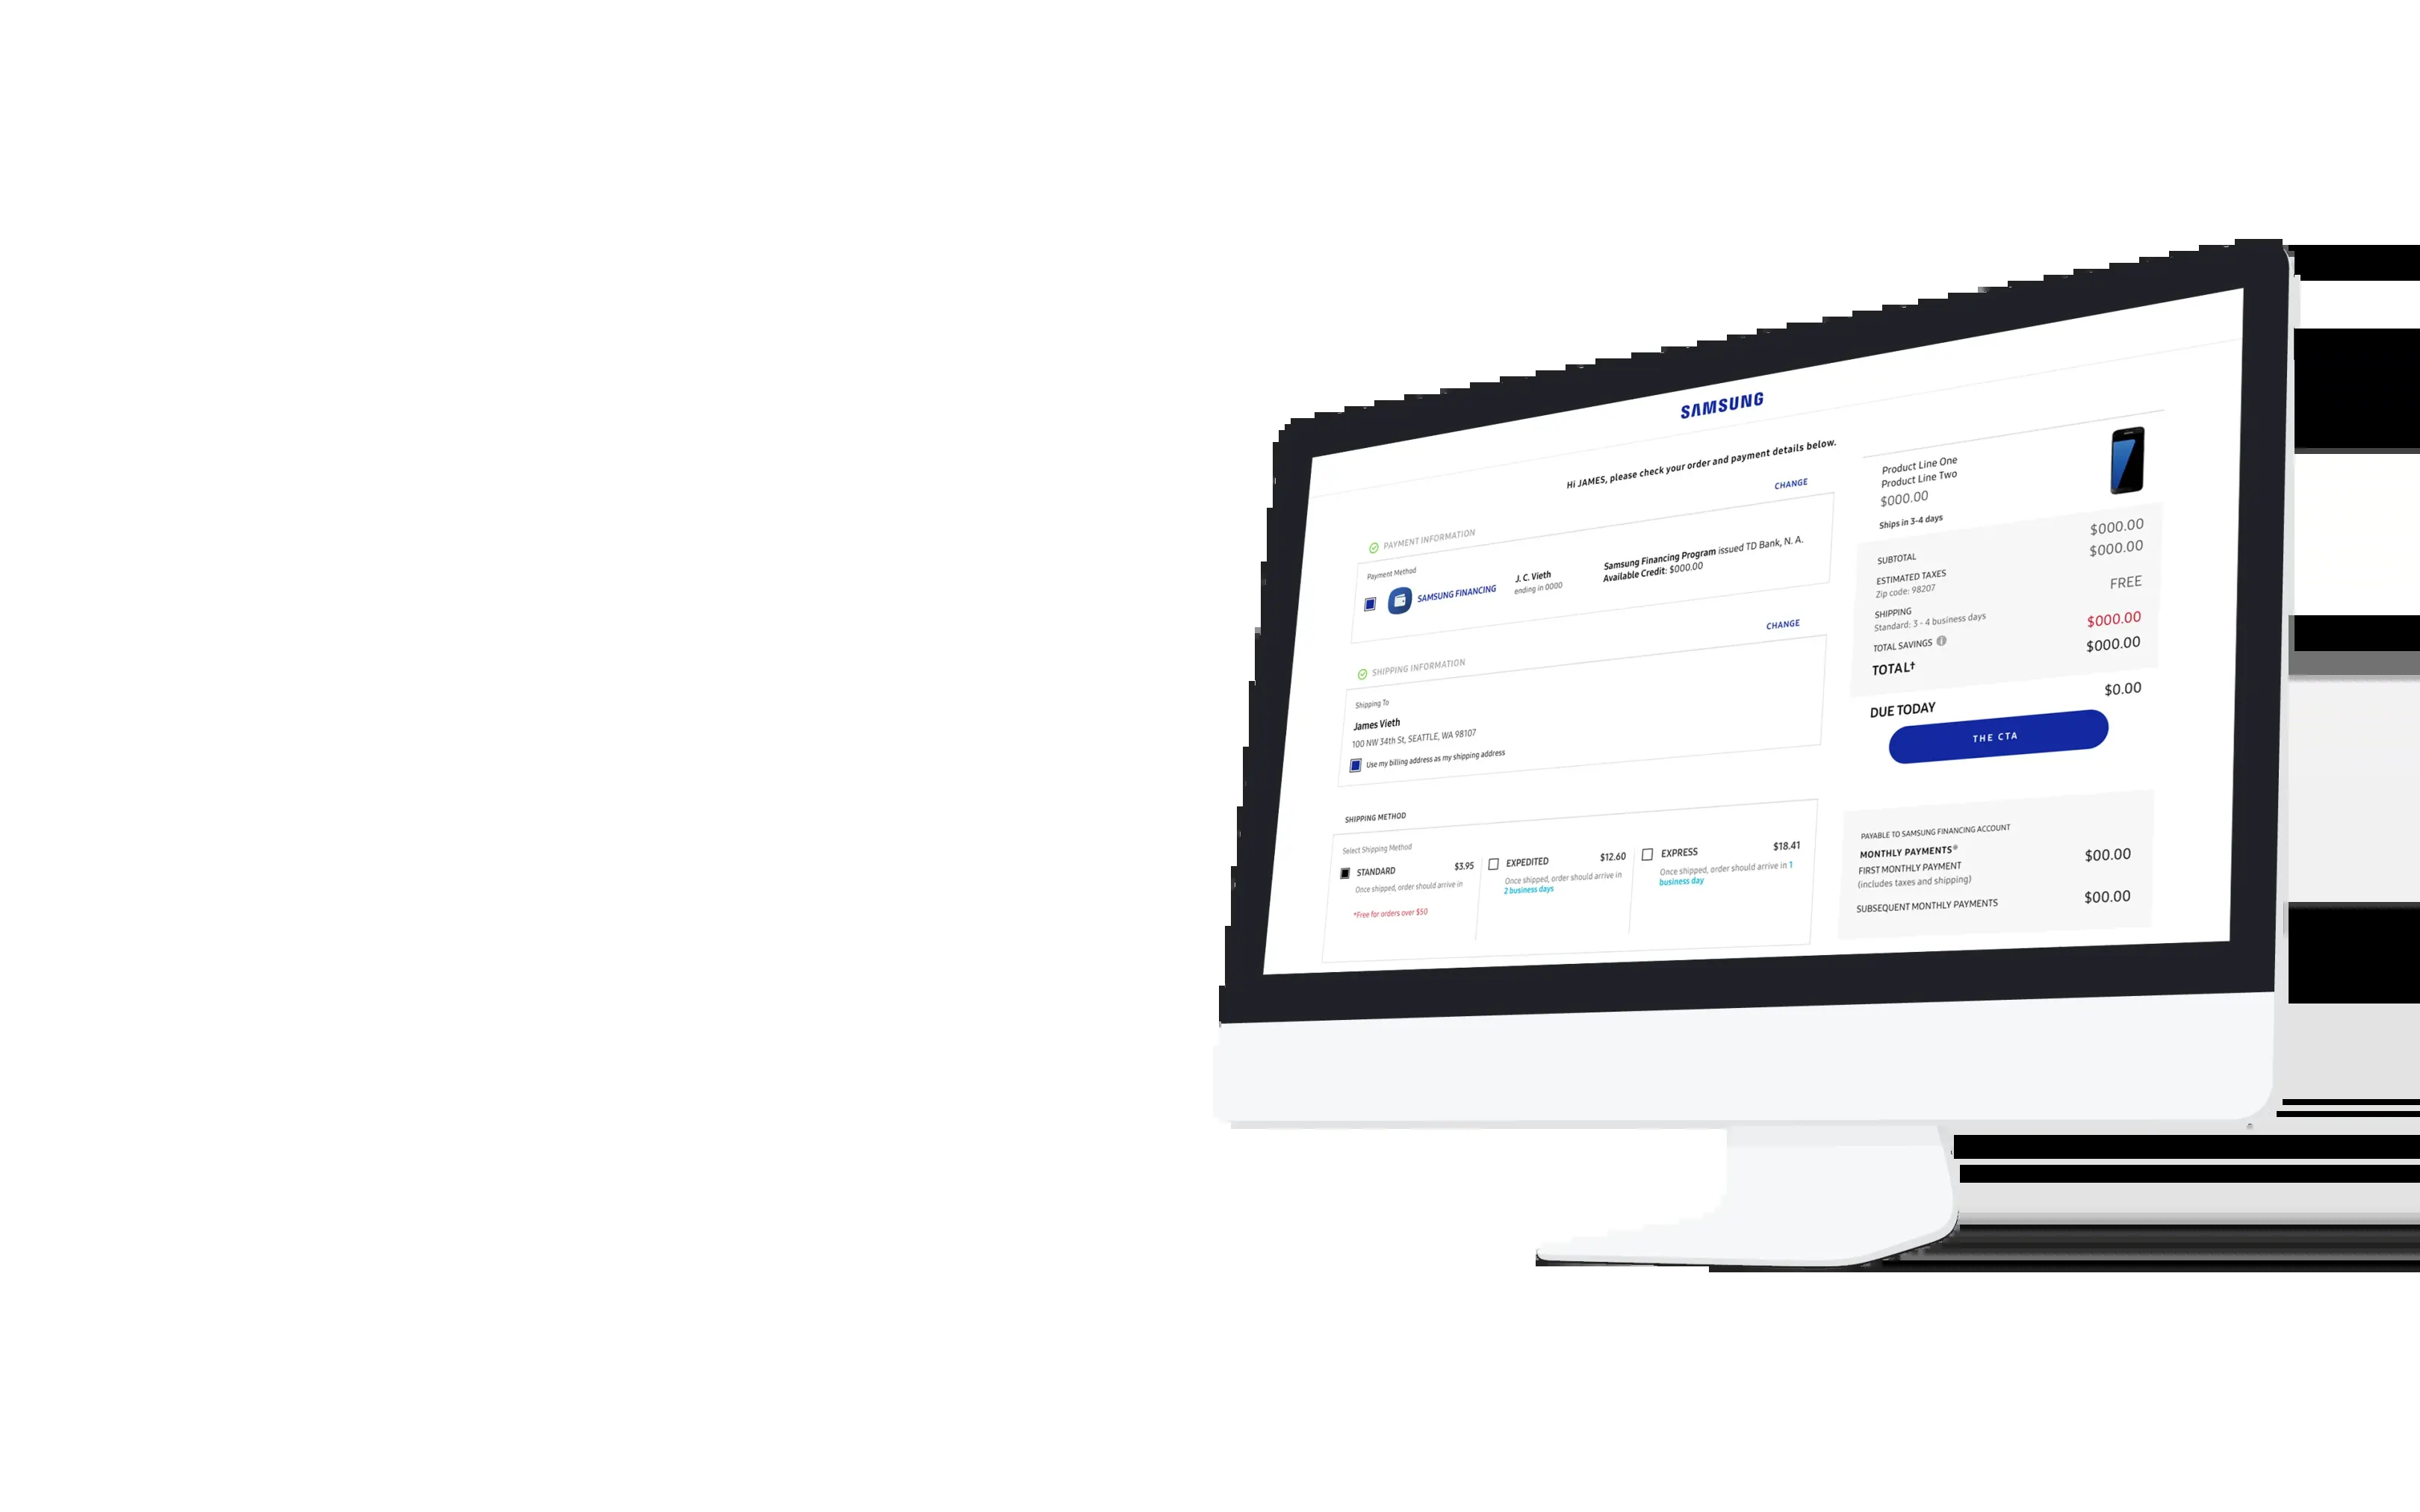 SAMSUNG
Hi JAMES, please check your order and payment details below.
PAYMENT INFORMATION
CHANGE
Payment Method
SAMSUNG FINANCING
J. C. Vieth
ending in 0000
Samsung Financing Program issued TD Bank, N. A.
Available Credit: $000.00
SHIPPING INFORMATION
CHANGE
Shipping To
James Vieth
100 NW 34th St, SEATTLE, WA 98107
Use my billing address as my shipping address
SHIPPING METHOD
Select Shipping Method
STANDARD $3.95
Once shipped, order should arrive in
*Free for orders over $50
EXPEDITED $12.60
Once shipped, order should arrive in
2 business days
EXPRESS $18.41
Once shipped, order should arrive in 1
business day
Product Line One
Product Line Two
$000.00
Ships in 3-4 days
SUBTOTAL $000.00
ESTIMATED TAXES $000.00
Zip code: 98207
SHIPPING FREE
Standard: 3 - 4 business days
TOTAL SAVINGS $000.00
TOTAL† $000.00
DUE TODAY $0.00
THE CTA
PAYABLE TO SAMSUNG FINANCING ACCOUNT
MONTHLY PAYMENTS®
FIRST MONTHLY PAYMENT $00.00
(includes taxes and shipping)
SUBSEQUENT MONTHLY PAYMENTS $00.00